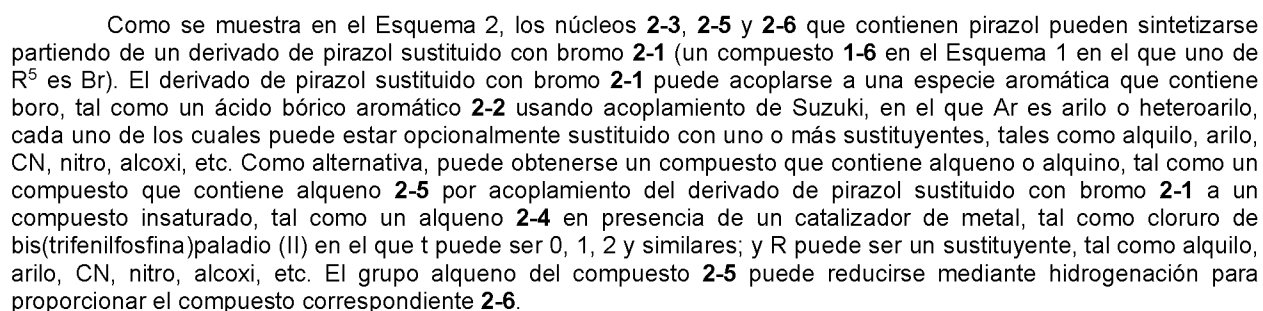 Como se muestra en el Esquema 2, los núcleos 2-3, 2-5 y 2-6 que contienen pirazol pueden sintetizarse
partiendo de un derivado de pirazol sustituido con bromo 2-1 (un compuesto 1-6 en el Esquema 1 en el que uno de
R⁵ es Br). El derivado de pirazol sustituido con bromo 2-1 puede acoplarse a una especie aromática que contiene
boro, tal como un ácido bórico aromático 2-2 usando acoplamiento de Suzuki, en el que Ar es arilo o heteroarilo,
cada uno de los cuales puede estar opcionalmente sustituido con uno o más sustituyentes, tales como alquilo, arilo,
CN, nitro, alcoxi, etc. Como alternativa, puede obtenerse un compuesto que contiene alqueno o alquino, tal como un
compuesto que contiene alqueno 2-5 por acoplamiento del derivado de pirazol sustituido con bromo 2-1 a un
compuesto insaturado, tal como un alqueno 2-4 en presencia de un catalizador de metal, tal como cloruro de
bis(trifenilfosfina)paladio (II) en el que t puede ser 0, 1, 2 y similares; y R puede ser un sustituyente, tal como alquilo,
arilo, CN, nitro, alcoxi, etc. El grupo alqueno del compuesto 2-5 puede reducirse mediante hidrogenación para
proporcionar el compuesto correspondiente 2-6.